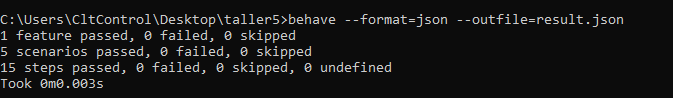 C:\Users\CltControl\Desktop\taller5>behave --format=json --outfile=result.json
1 feature passed, 0 failed, 0 skipped
5 scenarios passed, 0 failed, 0 skipped
15 steps passed, 0 failed, 0 skipped, 0 undefined
Took 0m0.003s